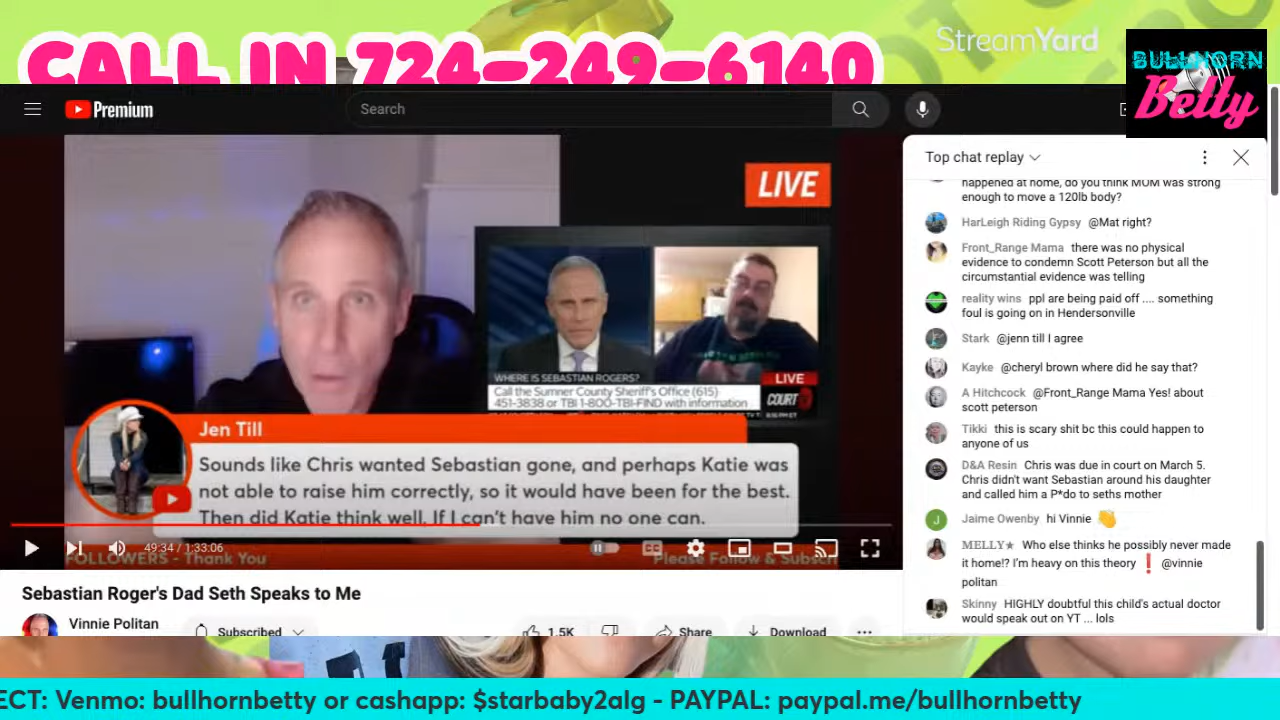 CALL IN 724-249-6140
StreamYard
BULLHORN
Betty
Premium
Search
LIVE
WHERE IS SEBASTIAN ROGERS?
LIVE
Call the Sumner County Sheriff's Office (615)
451-3838 or TBI 1-800-TBI-FIND with information
COURT
Jen Till
Sounds like Chris wanted Sebastian gone, and perhaps Katie was
not able to raise him correctly, so it would have been for the best.
Then did Katie think well, If I can't have him no one can.
49:34 / 1:33:06
CC
FOLLOWERS - Thank You
Please Follow & Subscri
Sebastian Roger's Dad Seth Speaks to Me
Vinnie Politan
Subscribed
1.5K
Share
Download
Top chat replay
happened at home, do you think MOM was strong
enough to move a 120lb body?
HarLeigh Riding Gypsy @Mat right?
Front_Range Mama there was no physical
evidence to condemn Scott Peterson but all the
circumstantial evidence was telling
reality wins ppl are being paid off .... something
foul is going on in Hendersonville
Stark @jenn till I agree
Kayke @cheryl brown where did he say that?
A Hitchcock @Front_Range Mama Yes! about
scott peterson
Tikki this is scary shit bc this could happen to
anyone of us
D&A Resin Chris was due in court on March 5.
Chris didn't want Sebastian around his daughter
and called him a P*do to seths mother
J
Jaime Owenby hi Vinnie 👋
MELLY★ Who else thinks he possibly never made
it home!? I'm heavy on this theory ❗ @vinnie
politan
Skinny HIGHLY doubtful this child's actual doctor
would speak out on YT ... lols
ECT: Venmo: bullhornbetty or cashapp: $starbaby2alg - PAYPAL: paypal.me/bullhornbetty